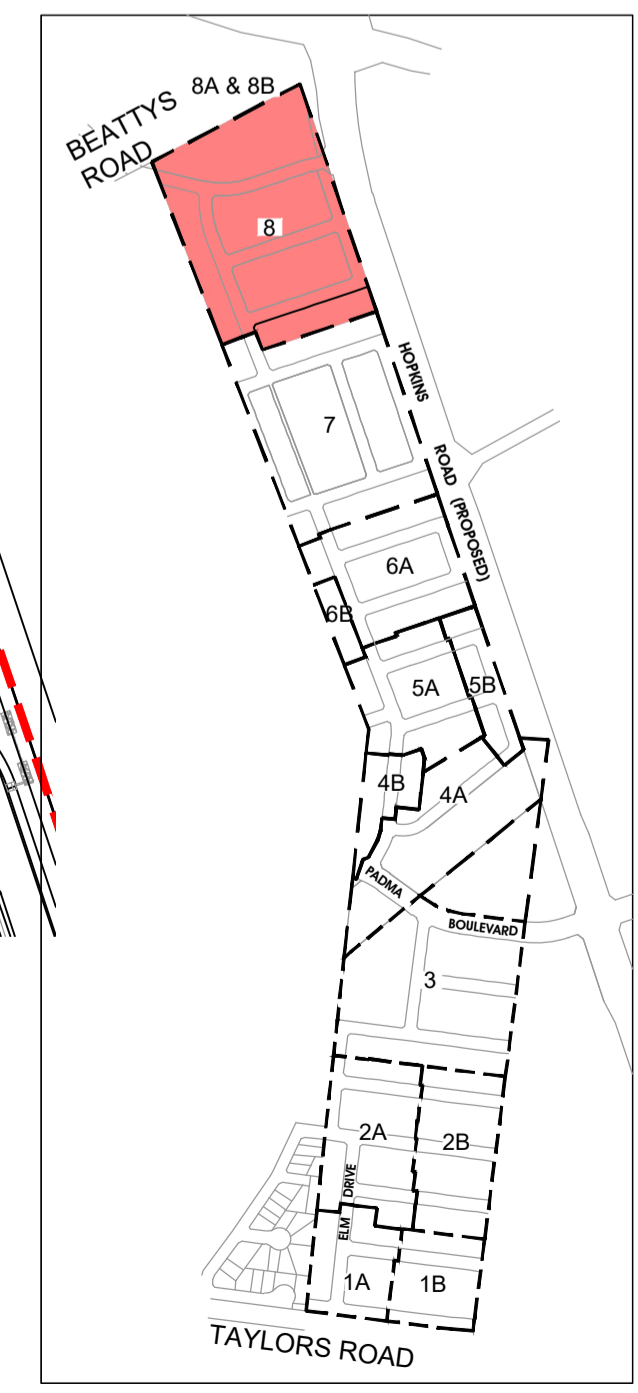 8A & 8B
BEATTYS
ROAD
8
HOPKINS
7
ROAD (PROPOSED)
6A
6B
5A
5B
4B
4A
PADMA
BOULEVARD
3
2A
2B
DRIVE
ELM
1A
1B
TAYLORS ROAD